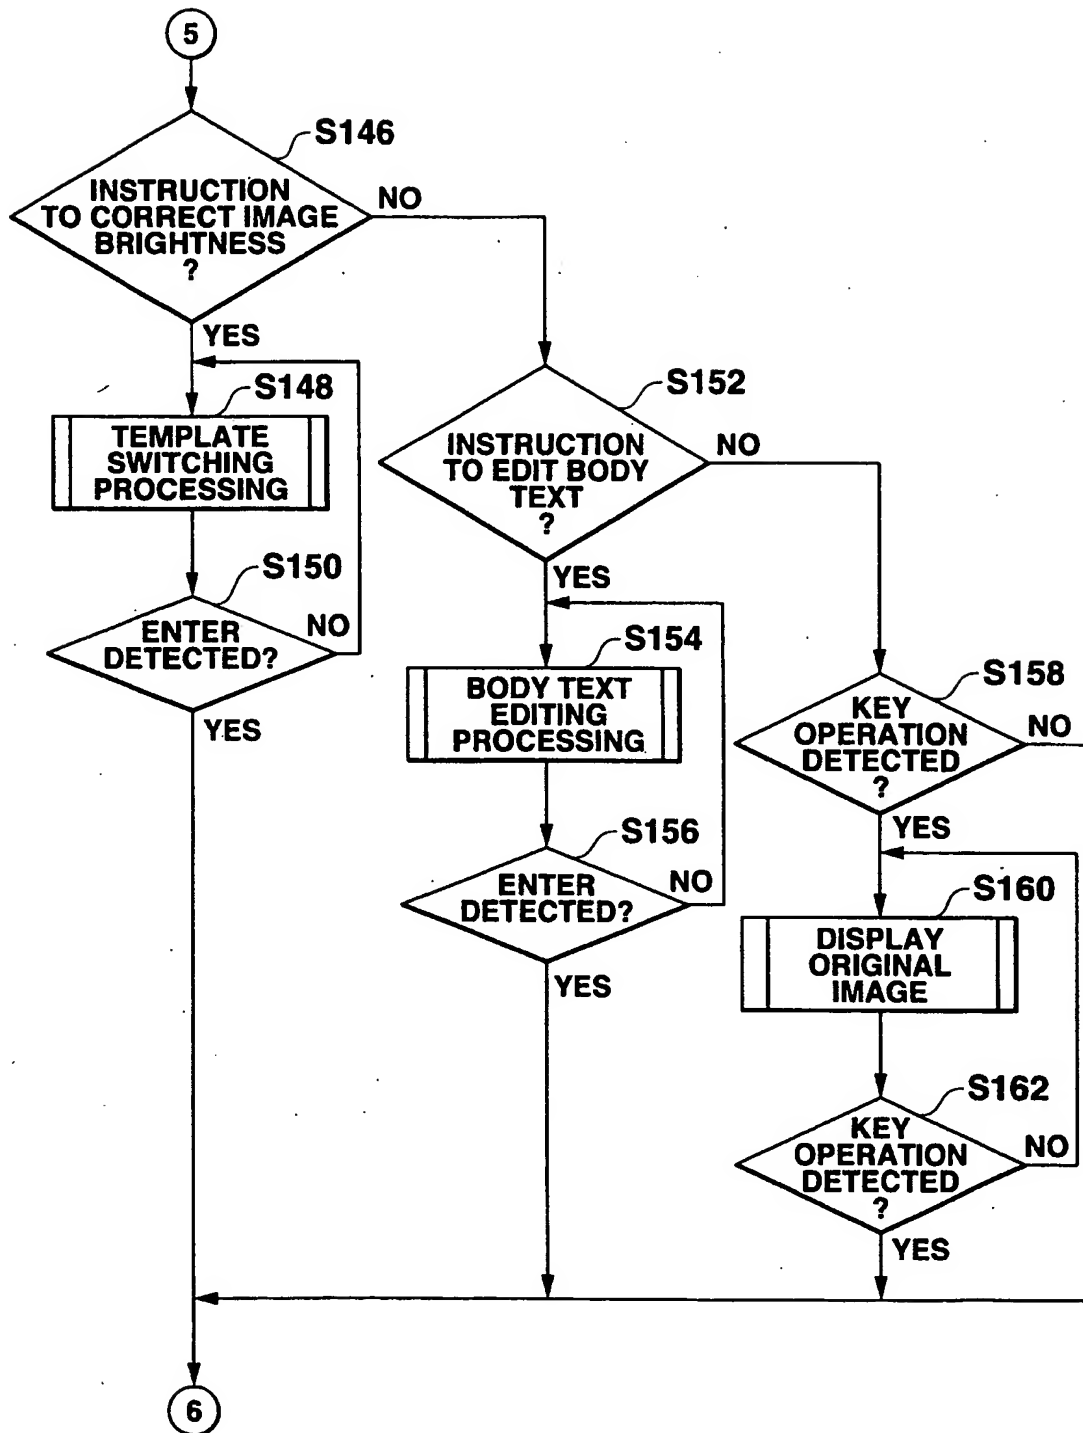 5
S146
INSTRUCTION
TO CORRECT IMAGE
BRIGHTNESS
?
NO
YES
S148
TEMPLATE
SWITCHING
PROCESSING
S150
ENTER
DETECTED?
NO
YES
S152
INSTRUCTION
TO EDIT BODY
TEXT
?
NO
YES
S154
BODY TEXT
EDITING
PROCESSING
S156
ENTER
DETECTED?
NO
YES
S158
KEY
OPERATION
DETECTED
?
NO
YES
S160
DISPLAY
ORIGINAL
IMAGE
S162
KEY
OPERATION
DETECTED
?
NO
YES
6